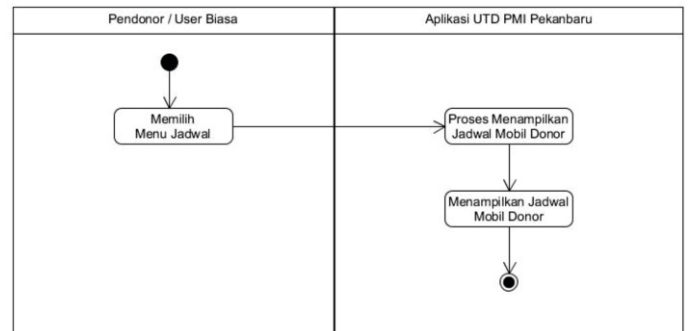 Pendonor / User Biasa
Aplikasi UTD PMI Pekanbaru
Memilih
Menu Jadwal
Proses Menampilkan
Jadwal Mobil Donor
Menampilkan Jadwal
Mobil Donor